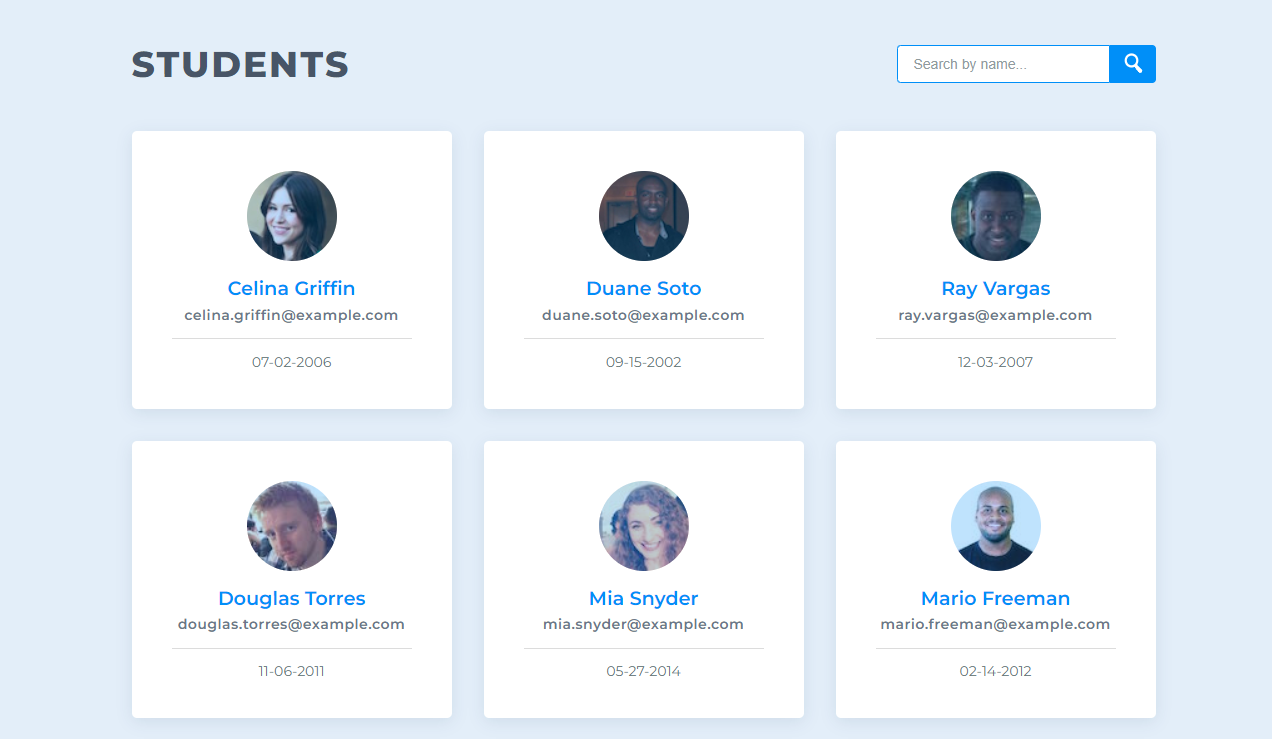 STUDENTS
Search by name...
Celina Griffin
celina.griffin@example.com
07-02-2006
Duane Soto
duane.soto@example.com
09-15-2002
Ray Vargas
ray.vargas@example.com
12-03-2007
Douglas Torres
douglas.torres@example.com
11-06-2011
Mia Snyder
mia.snyder@example.com
05-27-2014
Mario Freeman
mario.freeman@example.com
02-14-2012